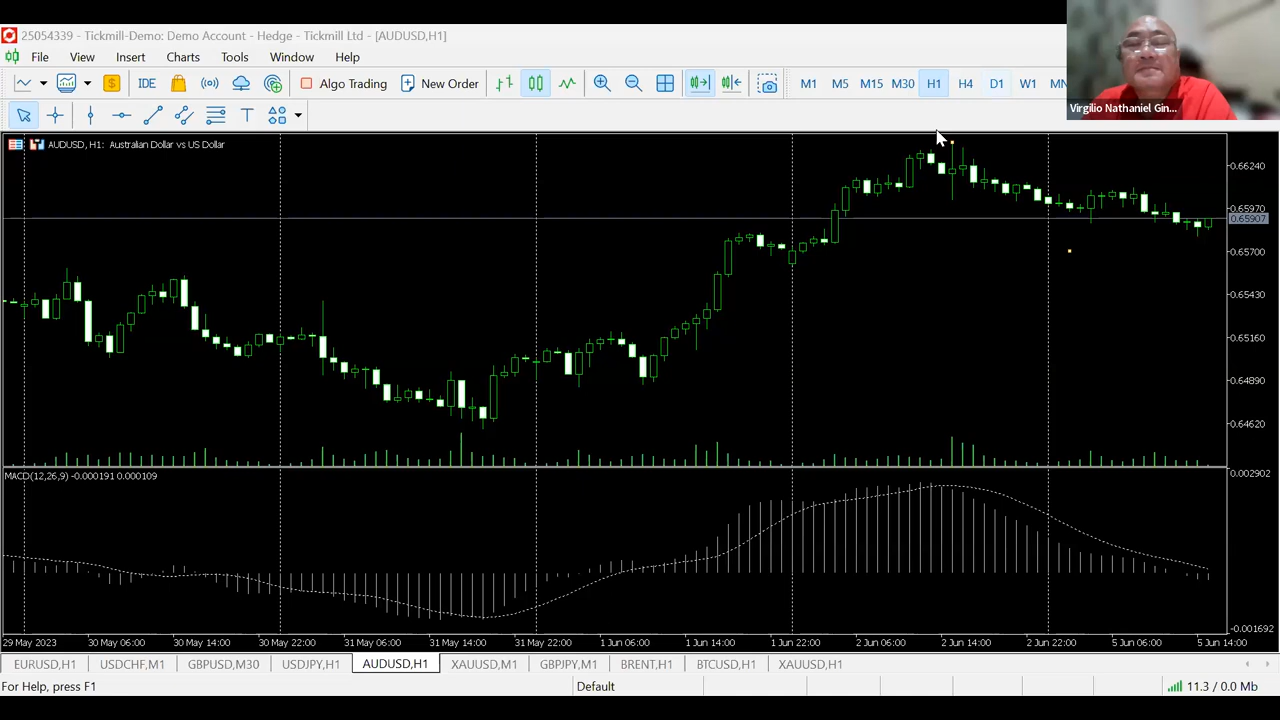 25054339 - Tickmill-Demo: Demo Account - Hedge - Tickmill Ltd - [AUDUSD,H1]
File View Insert Charts Tools Window Help
IDE Algo Trading New Order M1 M5 M15 M30 H1 H4 D1 W1 MN
Virgilio Nathaniel Gin...
T
AUDUSD, H1: Australian Dollar vs US Dollar
0.66240
0.65970
0.65907
0.65700
0.65430
0.65160
0.64890
0.64620
MACD(12,26,9) -0.000191 0.000109
0.002902
-0.001692
29 May 2023 30 May 06:00 30 May 14:00 30 May 22:00 31 May 06:00 31 May 14:00 31 May 22:00 1 Jun 06:00 1 Jun 14:00 1 Jun 22:00 2 Jun 06:00 2 Jun 14:00 2 Jun 22:00 5 Jun 06:00 5 Jun 14:00
EURUSD,H1 USDCHF,M1 GBPUSD,M30 USDJPY,H1 AUDUSD,H1 XAUUSD,M1 GBPJPY,M1 BRENT,H1 BTCUSD,H1 XAUUSD,H1
For Help, press F1 Default 11.3 / 0.0 Mb